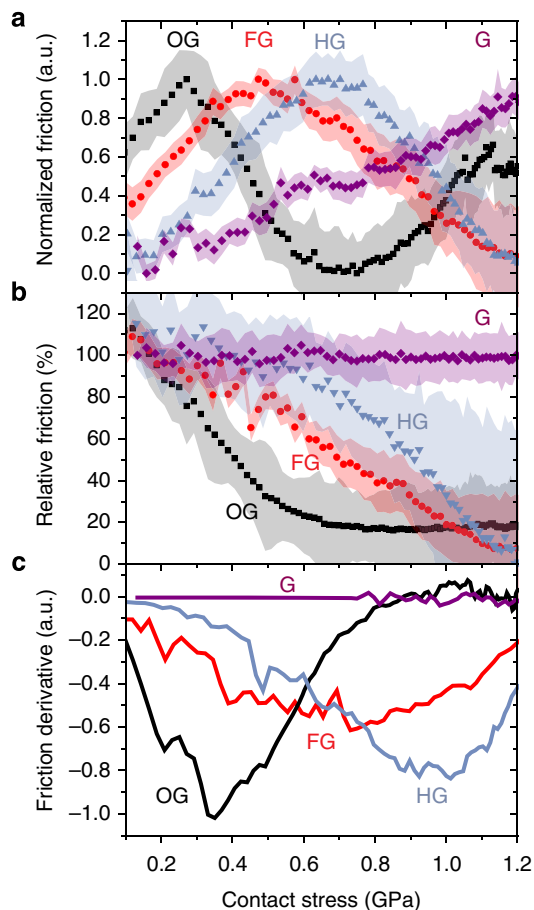 a
OG FG HG G
1.2
1.0
0.8
0.6
0.4
0.2
0.0
Normalized friction (a.u.)
b
G
120
100
80
60
40
20
0
Relative friction (%)
HG
FG
OG
c
G
0.0
−0.2
−0.4
−0.6
−0.8
−1.0
Friction derivative (a.u.)
FG
OG
HG
0.2 0.4 0.6 0.8 1.0 1.2
Contact stress (GPa)